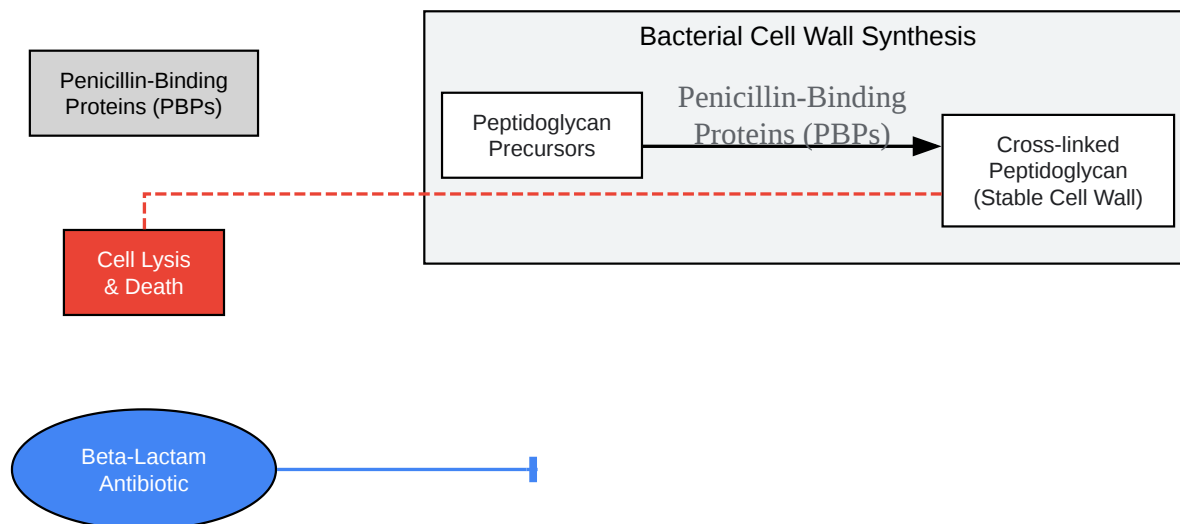 Bacterial Cell Wall Synthesis
Penicillin-Binding
Proteins (PBPs)
Peptidoglycan
Precursors
Penicillin-Binding
Proteins (PBPs)
Cross-linked
Peptidoglycan
(Stable Cell Wall)
Cell Lysis
& Death
Beta-Lactam
Antibiotic